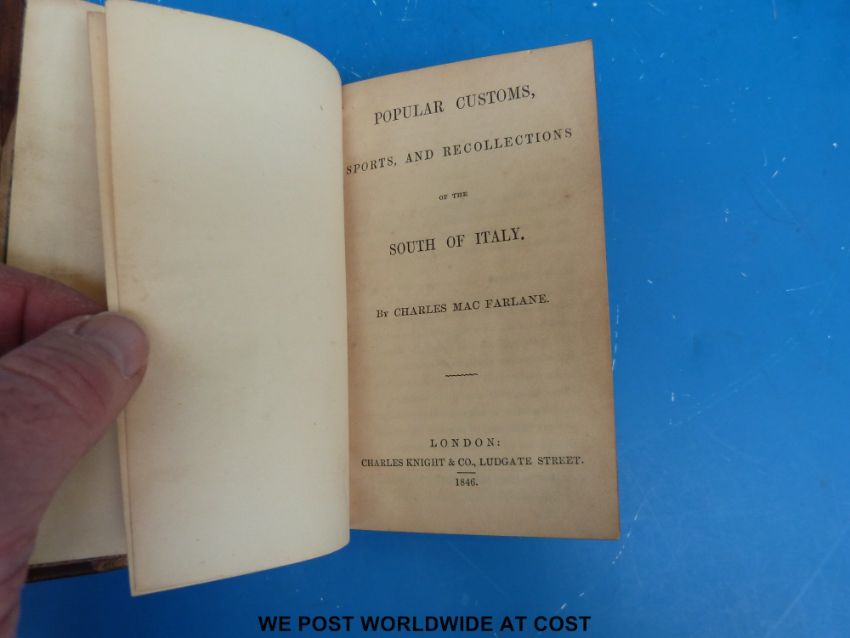 POPULAR CUSTOMS,
SPORTS, AND RECOLLECTIONS
OF THE
SOUTH OF ITALY.
BY CHARLES MAC FARLANE.
LONDON:
CHARLES KNIGHT & CO., LUDGATE STREET.
1846.
WE POST WORLDWIDE AT COST